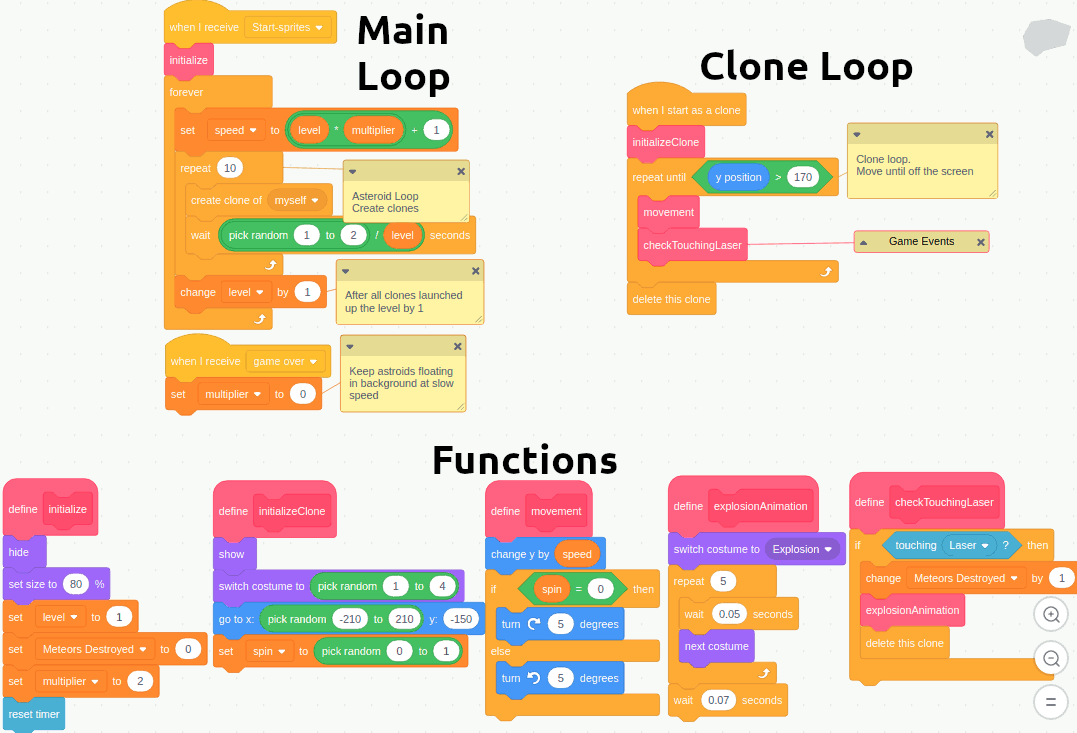 Main
Loop
when I receive Start-sprites
initialize
forever
set speed to level * multiplier + 1
repeat 10
create clone of myself
wait pick random 1 to 2 / level seconds
change level by 1
Asteroid Loop
Create clones
After all clones launched
up the level by 1
when I receive game over
set multiplier to 0
Keep astroids floating
in background at slow
speed
Clone Loop
when I start as a clone
initializeClone
repeat until y position > 170
movement
checkTouchingLaser
delete this clone
Clone loop.
Move until off the screen
Game Events
Functions
define initialize
hide
set size to 80 %
set level to 1
set Meteors Destroyed to 0
set multiplier to 2
reset timer
define initializeClone
show
switch costume to pick random 1 to 4
go to x: pick random -210 to 210 y: -150
set spin to pick random 0 to 1
define movement
change y by speed
if spin = 0 then
turn 5 degrees
else
turn 5 degrees
define explosionAnimation
switch costume to Explosion
repeat 5
wait 0.05 seconds
next costume
wait 0.07 seconds
define checkTouchingLaser
if touching Laser ? then
change Meteors Destroyed by 1
explosionAnimation
delete this clone